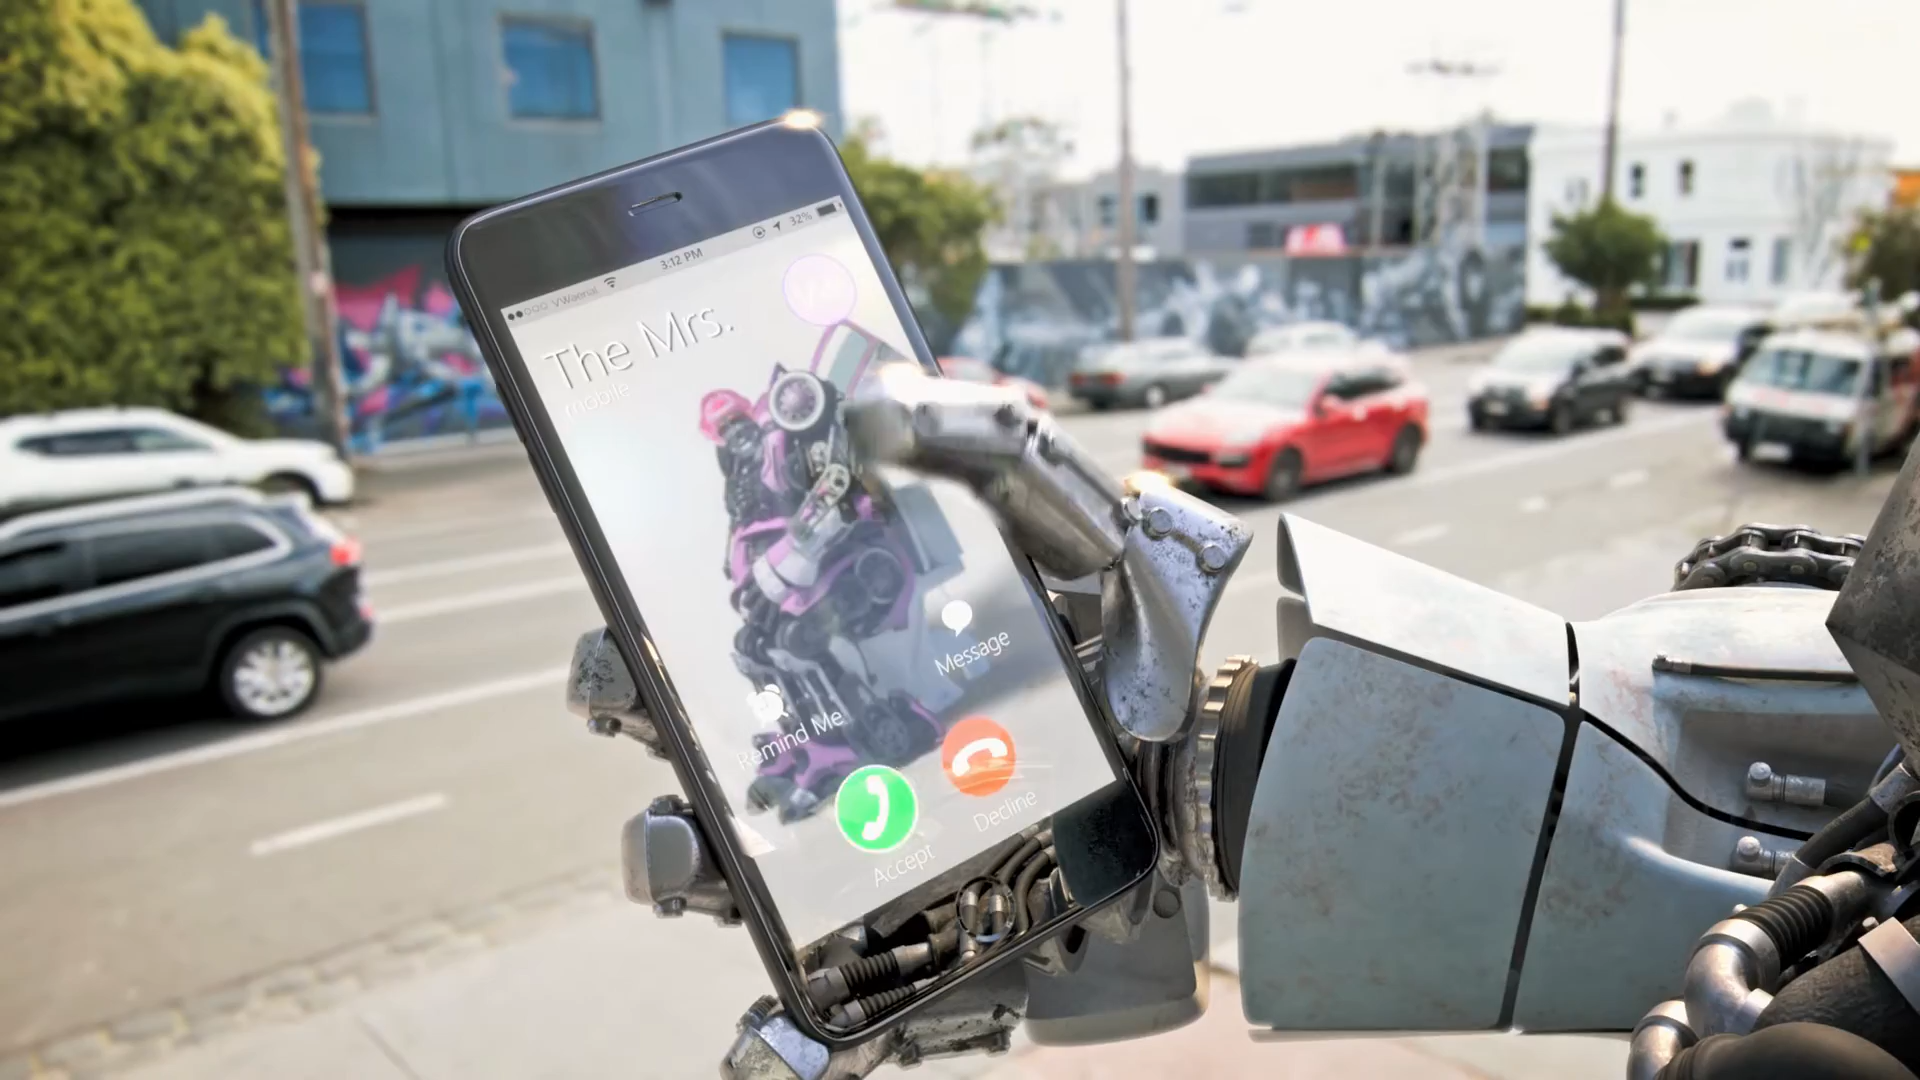 VWaerial 3:12 PM 32%
The Mrs.
mobile
Message
Remind Me
Decline
Accept